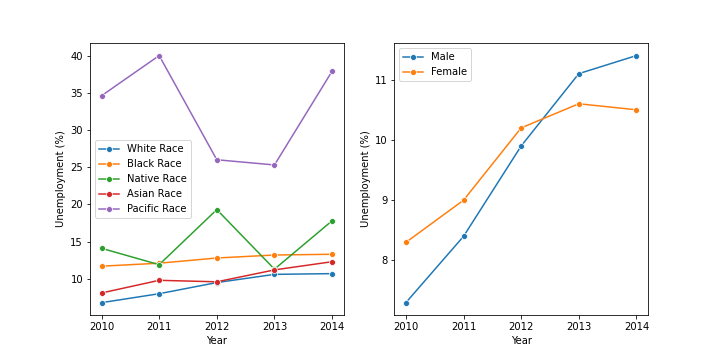 40
35
30
25
20
15
10
Unemployment (%)
White Race
Black Race
Native Race
Asian Race
Pacific Race
2010 2011 2012 2013 2014
Year
11
10
9
8
Unemployment (%)
Male
Female
2010 2011 2012 2013 2014
Year